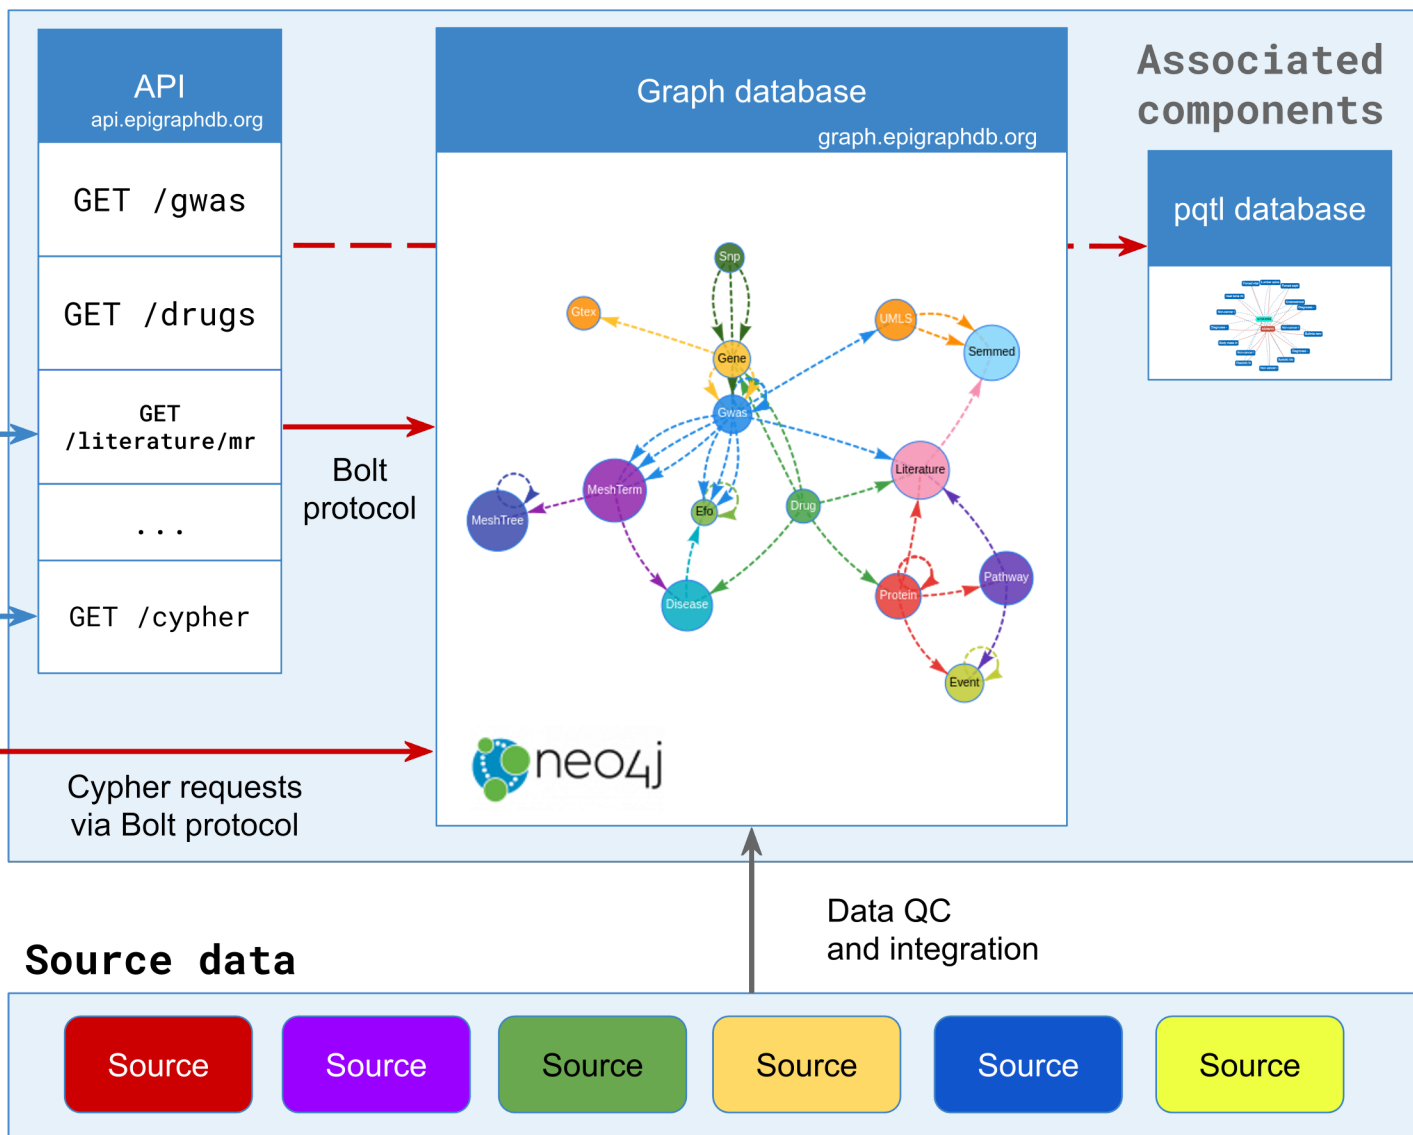 API
api.epigraphdb.org
GET /gwas
GET /drugs
GET
/literature/mr
...
GET /cypher
Bolt
protocol
Cypher requests
via Bolt protocol
Graph database
graph.epigraphdb.org
Snp
Gtex
UMLS
Semmed
Gene
Gwas
Literature
MeshTerm
MeshTree
Efo
Drug
Disease
Protein
Pathway
Event
neo4j
Associated
components
pqtl database
Data QC
and integration
Source data
Source
Source
Source
Source
Source
Source